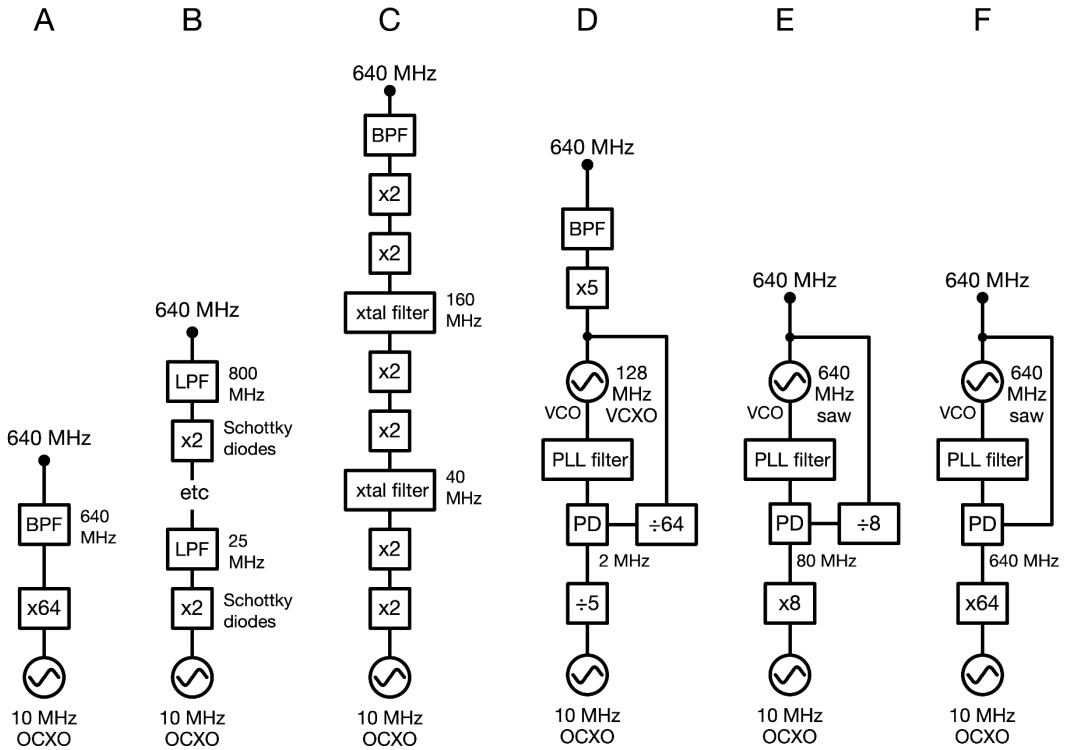 A
B
C
D
E
F
640 MHz
BPF
640
MHz
x64
10 MHz
OCXO
640 MHz
LPF
800
MHz
x2
Schottky
diodes
etc
LPF
25
MHz
x2
Schottky
diodes
10 MHz
OCXO
640 MHz
BPF
x2
x2
xtal filter
160
MHz
x2
x2
xtal filter
40
MHz
x2
x2
10 MHz
OCXO
640 MHz
BPF
x5
128
MHz
VCXO
VCO
PLL filter
PD
÷64
2 MHz
÷5
10 MHz
OCXO
640 MHz
640
MHz
saw
VCO
PLL filter
PD
÷8
80 MHz
x8
10 MHz
OCXO
640 MHz
640
MHz
saw
VCO
PLL filter
PD
640 MHz
x64
10 MHz
OCXO